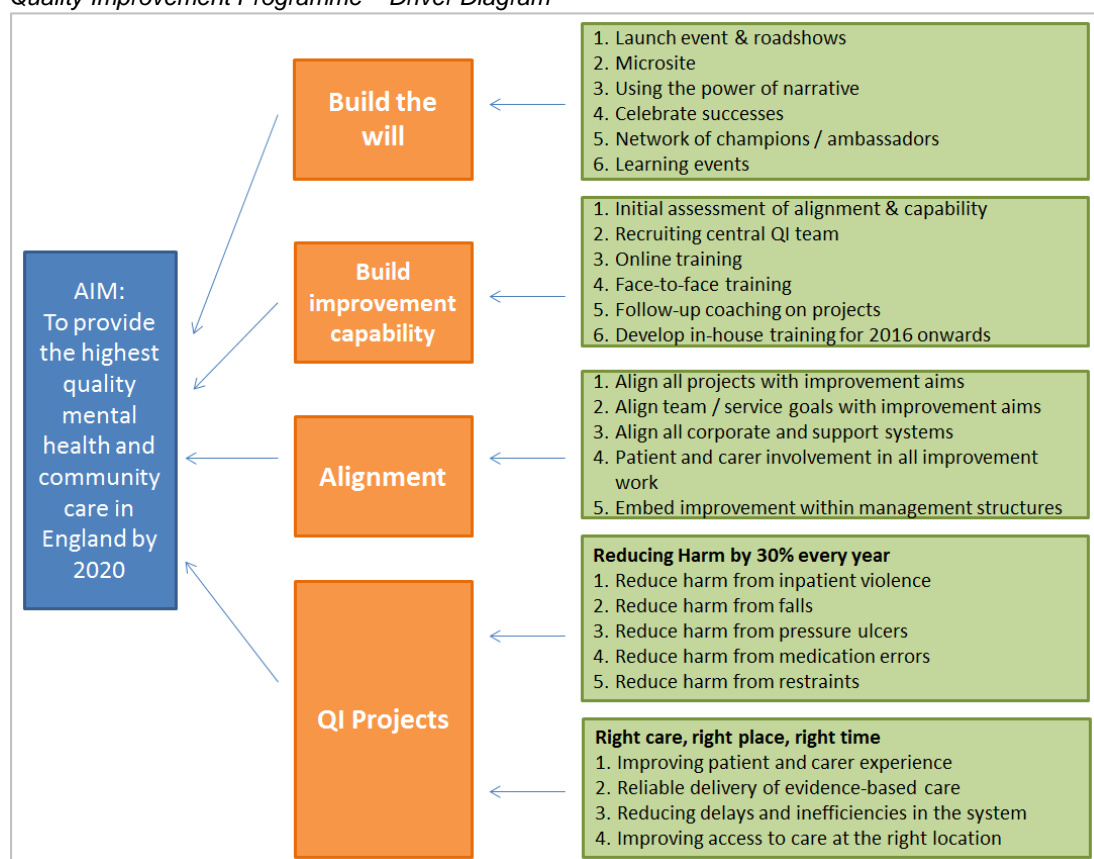 Quality Improvement Programme – Driver Diagram
AIM:
To provide
the highest
quality
mental
health and
community
care in
England by
2020
Build the
will
1. Launch event & roadshows
2. Microsite
3. Using the power of narrative
4. Celebrate successes
5. Network of champions / ambassadors
6. Learning events
Build
improvement
capability
1. Initial assessment of alignment & capability
2. Recruiting central QI team
3. Online training
4. Face-to-face training
5. Follow-up coaching on projects
6. Develop in-house training for 2016 onwards
Alignment
1. Align all projects with improvement aims
2. Align team / service goals with improvement aims
3. Align all corporate and support systems
4. Patient and carer involvement in all improvement
work
5. Embed improvement within management structures
QI Projects
Reducing Harm by 30% every year
1. Reduce harm from inpatient violence
2. Reduce harm from falls
3. Reduce harm from pressure ulcers
4. Reduce harm from medication errors
5. Reduce harm from restraints
Right care, right place, right time
1. Improving patient and carer experience
2. Reliable delivery of evidence-based care
3. Reducing delays and inefficiencies in the system
4. Improving access to care at the right location